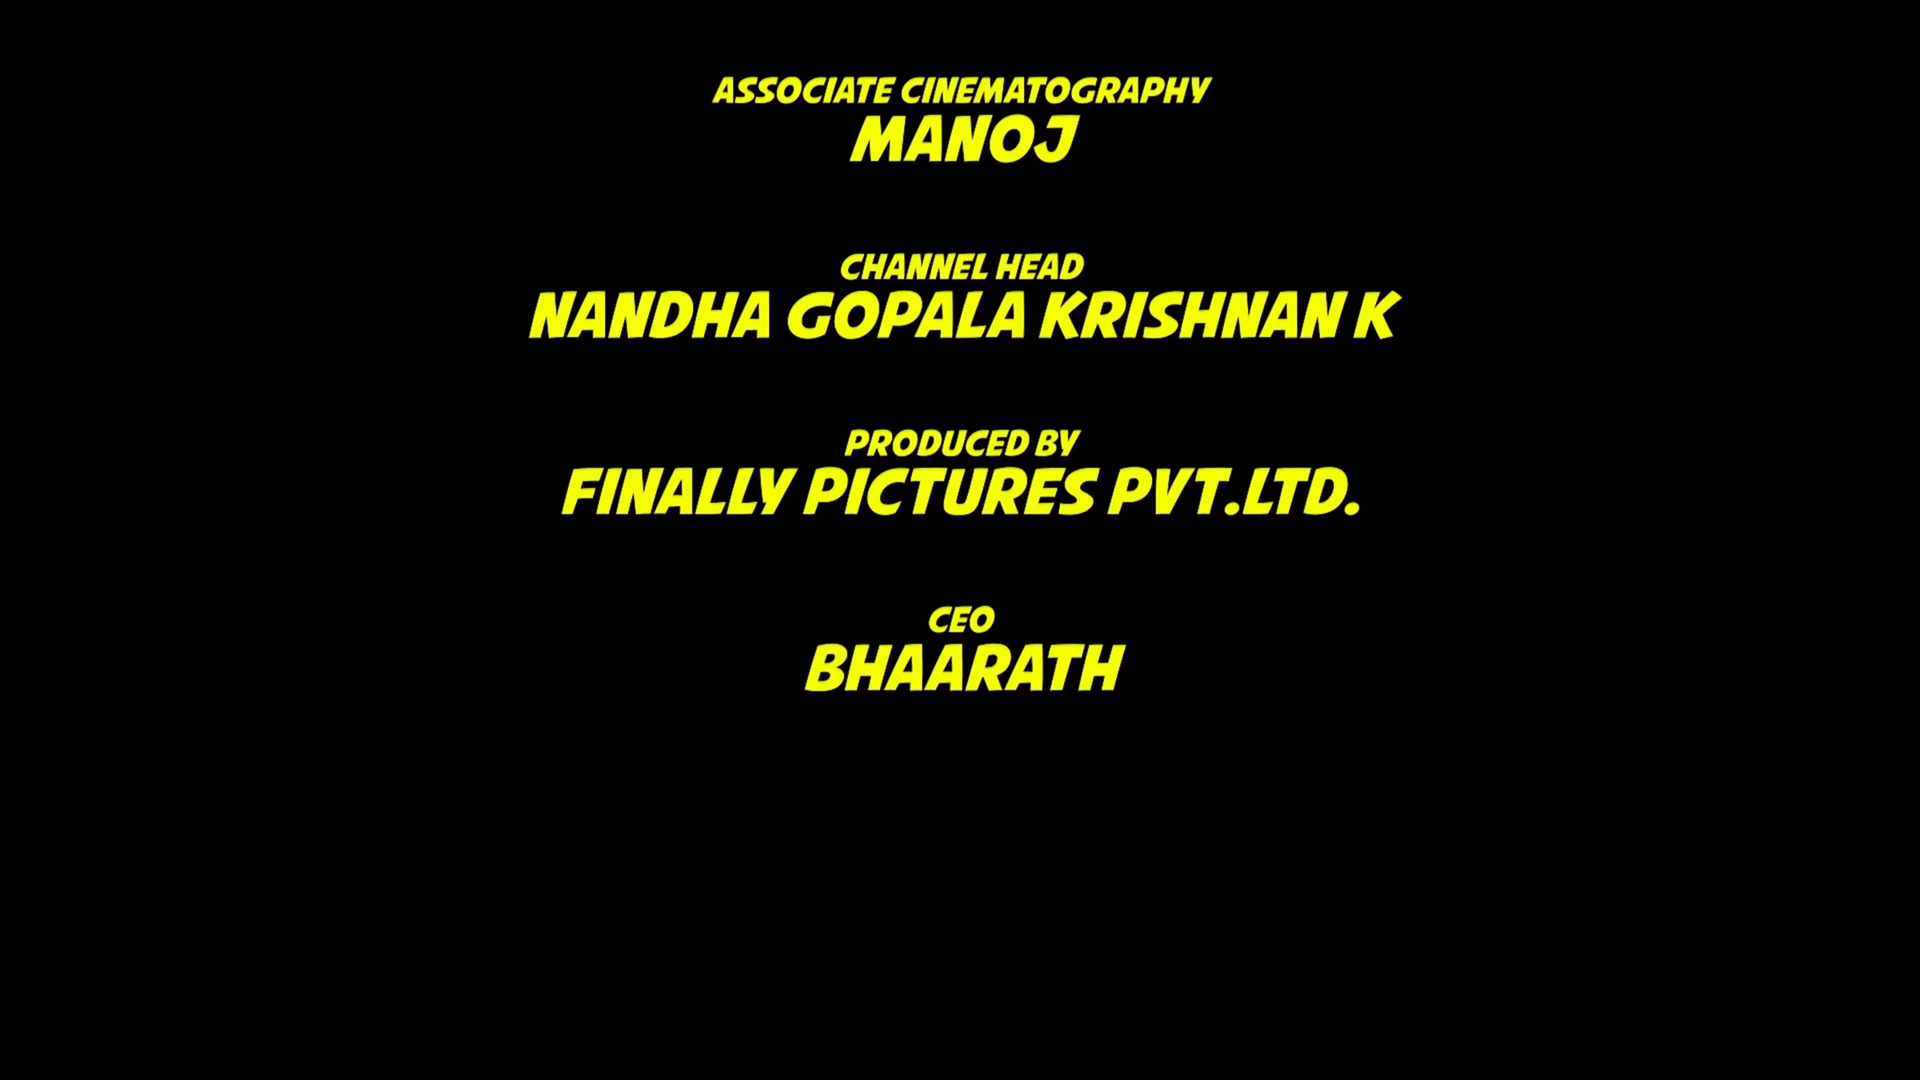 ASSOCIATE CINEMATOGRAPHY
MANOJ
CHANNEL HEAD
NANDHA GOPALA KRISHNAN K
PRODUCED BY
FINALLY PICTURES PVT.LTD.
CEO
BHAARATH